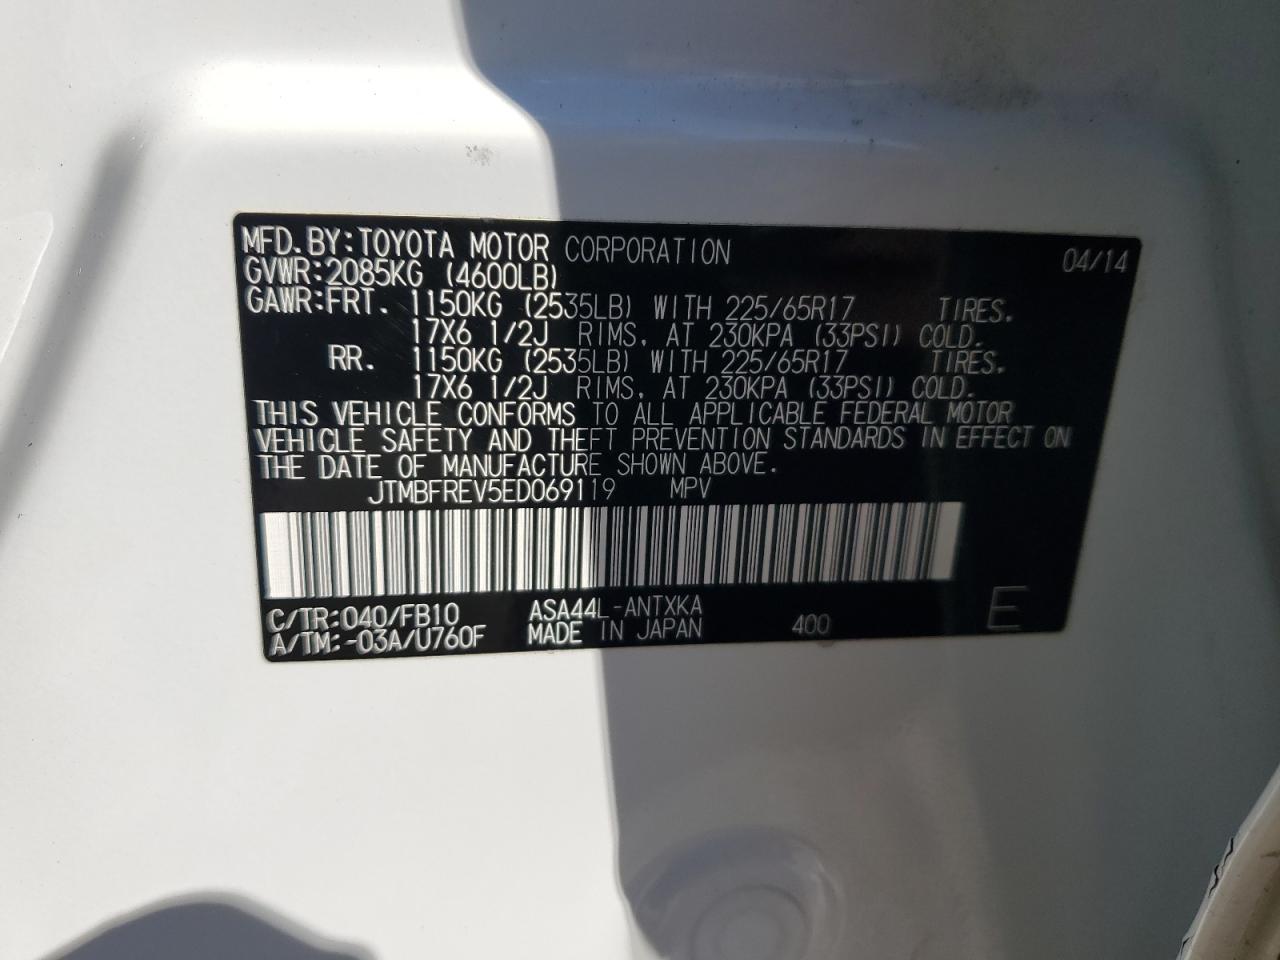 MFD.BY:TOYOTA MOTOR CORPORATION 04/14
GVWR:2085KG (4600LB)
GAWR:FRT. 1150KG (2535LB) WITH 225/65R17 TIRES,
17X6 1/2J RIMS, AT 230KPA (33PSI) COLD.
RR. 1150KG (2535LB) WITH 225/65R17 TIRES,
17X6 1/2J RIMS, AT 230KPA (33PSI) COLD.
THIS VEHICLE CONFORMS TO ALL APPLICABLE FEDERAL MOTOR
VEHICLE SAFETY AND THEFT PREVENTION STANDARDS IN EFFECT ON
THE DATE OF MANUFACTURE SHOWN ABOVE.
JTMBFREV5ED069119 MPV
C/TR:040/FB10 ASA44L-ANTXKA
A/TM:-03A/U760F MADE IN JAPAN 400 E